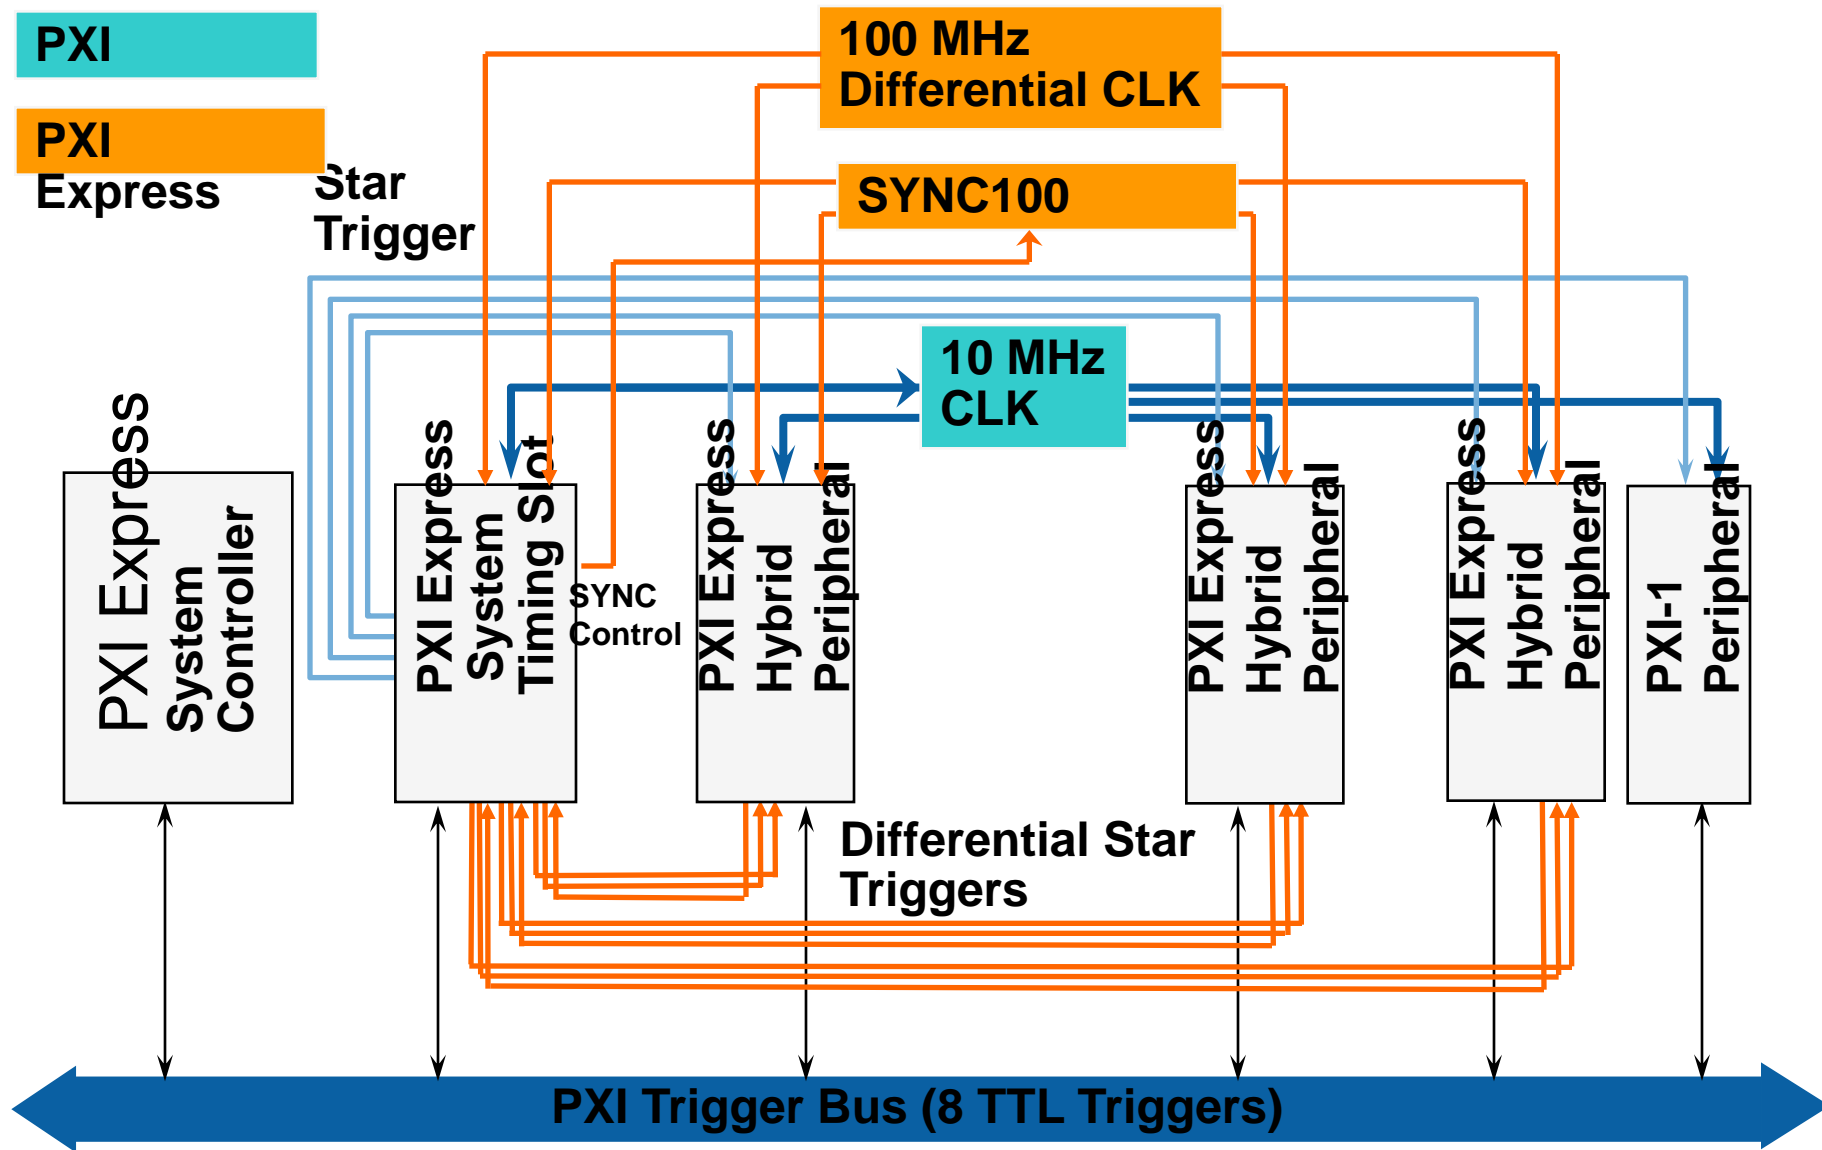 PXI
PXI
Express
Star
Trigger
100 MHz
Differential CLK
SYNC100
10 MHz
CLK
PXI Express
System
Controller
PXI Express
System
Timing Slot
SYNC
Control
PXI Express
Hybrid
Peripheral
PXI Express
Hybrid
Peripheral
PXI Express
Hybrid
Peripheral
PXI-1
Peripheral
Differential Star
Triggers
PXI Trigger Bus (8 TTL Triggers)